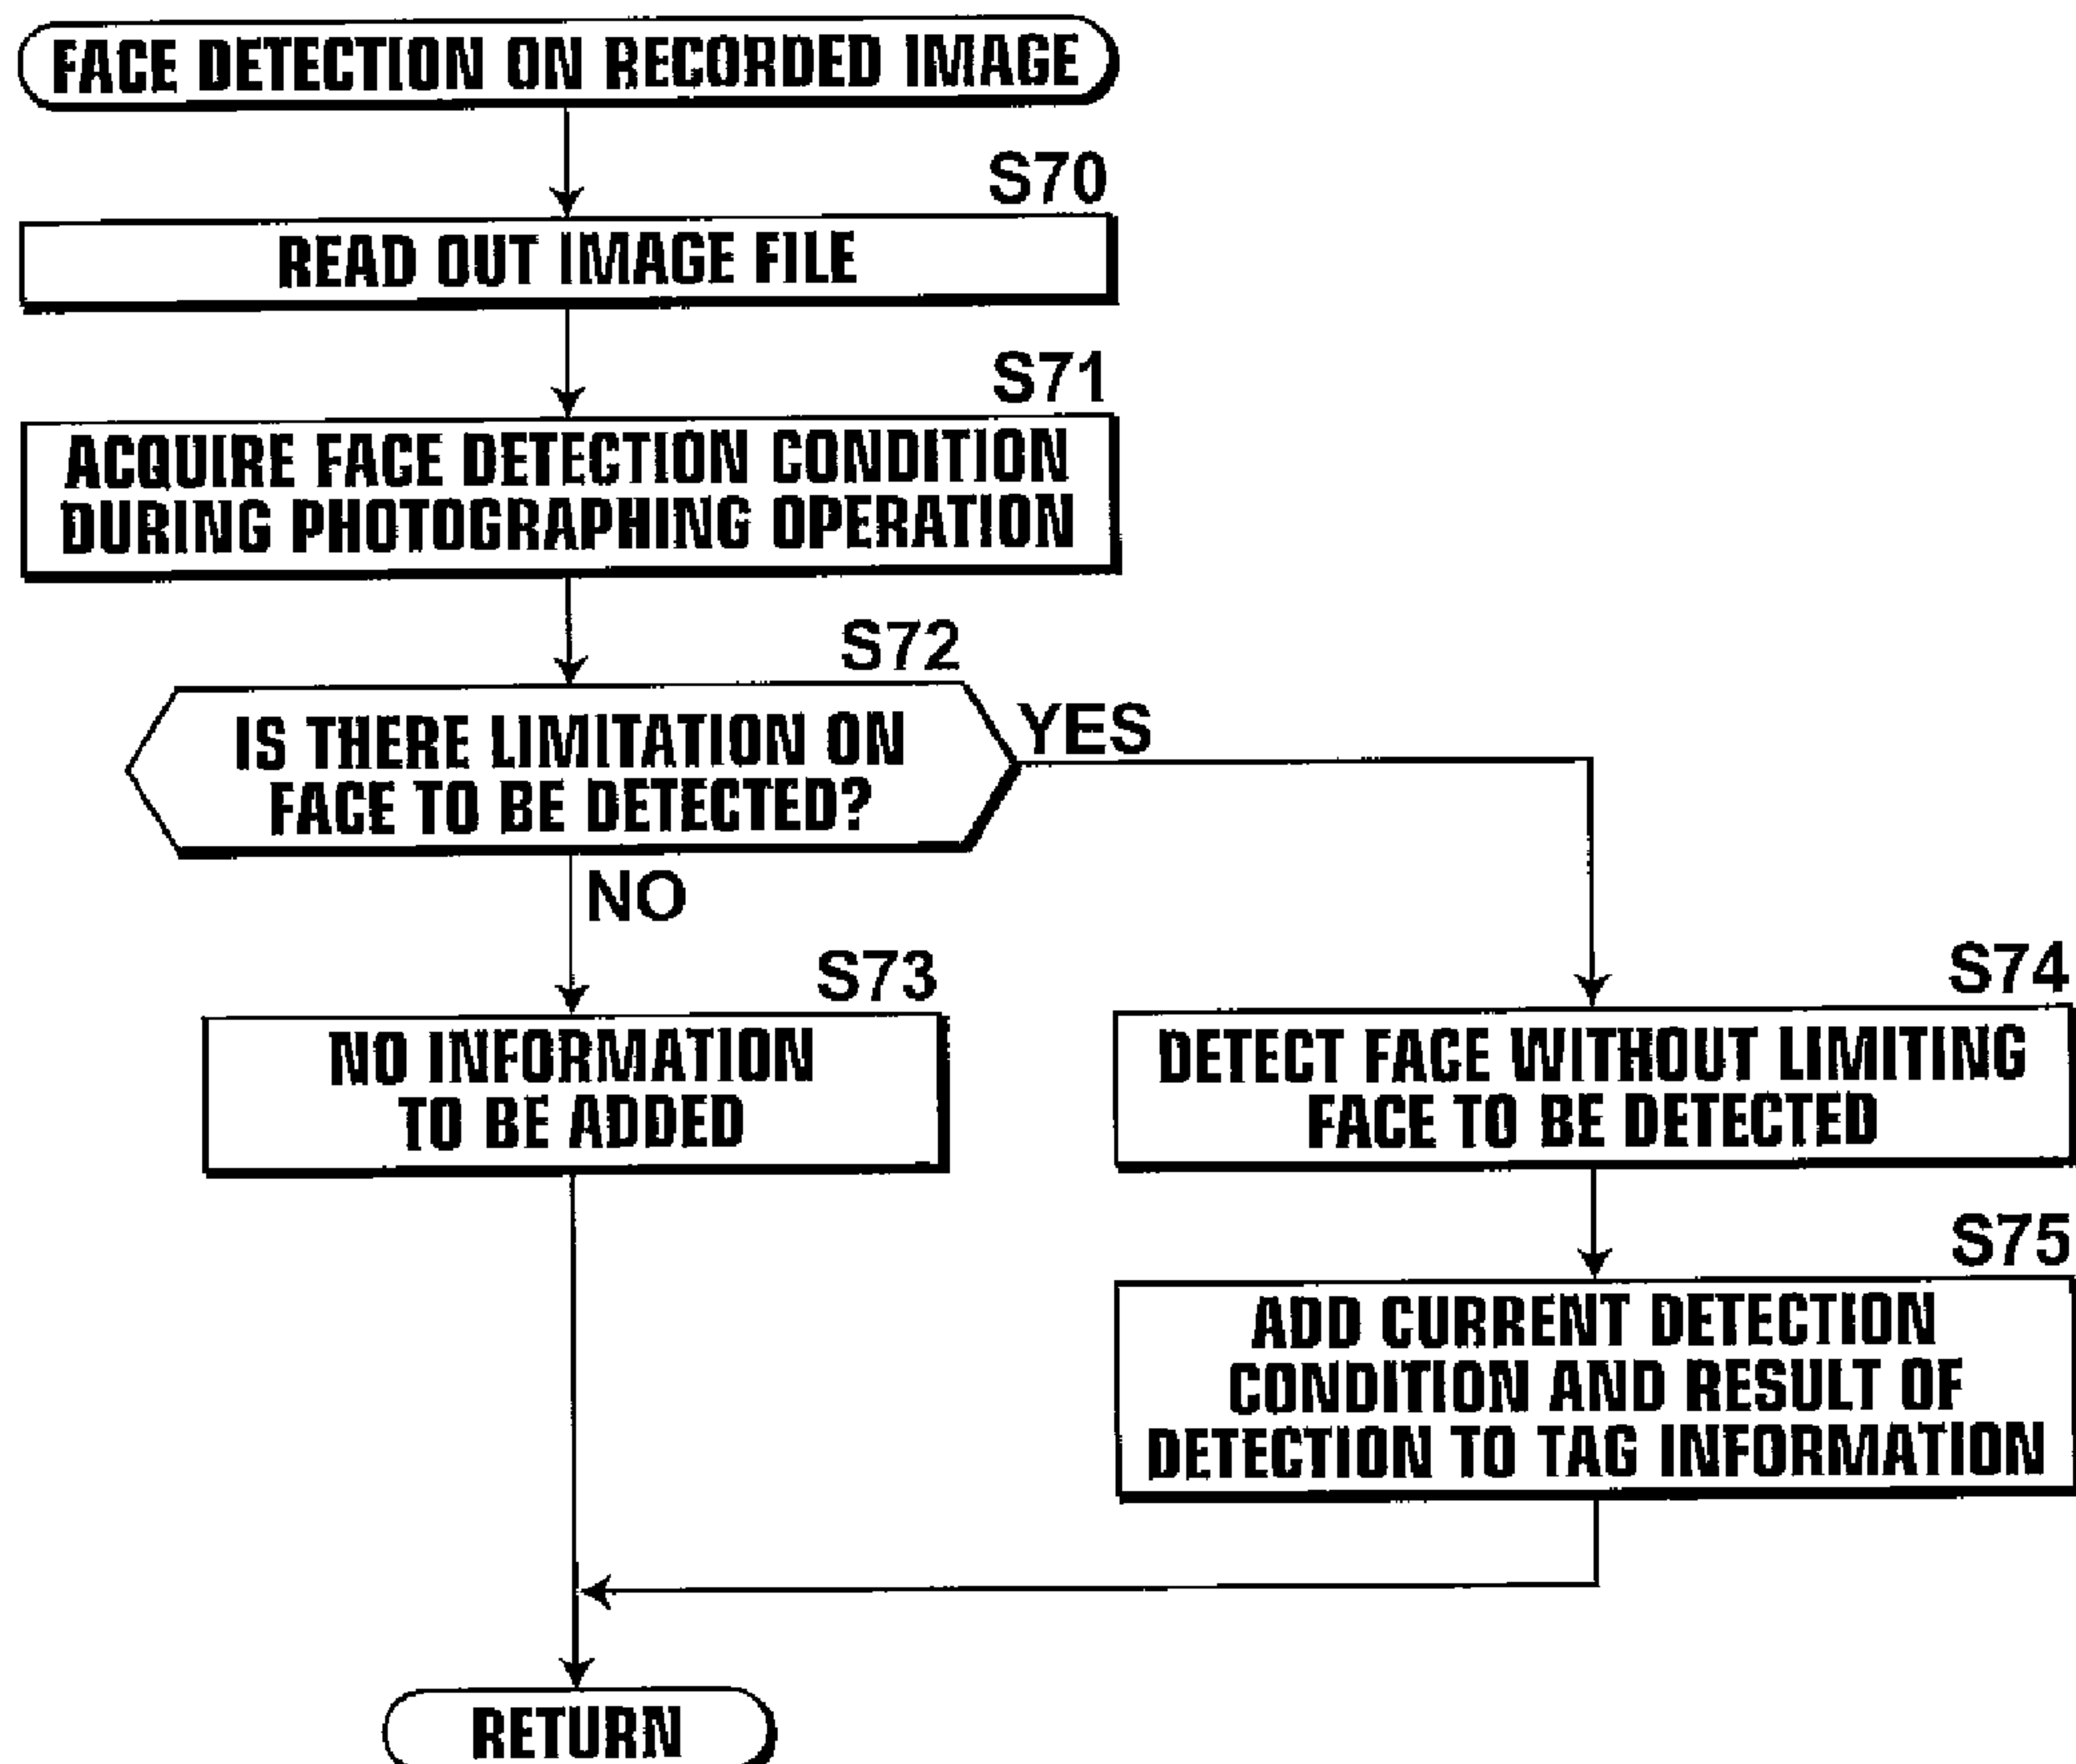 FACE DETECTION ON RECORDED IMAGE
S70
READ OUT IMAGE FILE
S71
ACQUIRE FACE DETECTION CONDITION
DURING PHOTOGRAPHING OPERATION
S72
IS THERE LIMITATION ON
FACE TO BE DETECTED?
YES
NO
S73
NO INFORMATION
TO BE ADDED
S74
DETECT FACE WITHOUT LIMITING
FACE TO BE DETECTED
S75
ADD CURRENT DETECTION
CONDITION AND RESULT OF
DETECTION TO TAG INFORMATION
RETURN